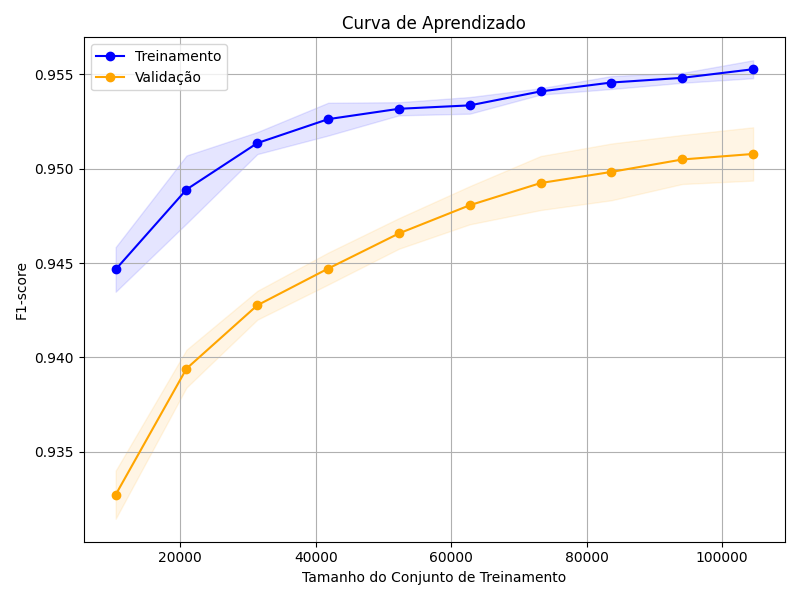 Curva de Aprendizado
Treinamento
Validação
0.955
0.950
0.945
0.940
0.935
F1-score
20000
40000
60000
80000
100000
Tamanho do Conjunto de Treinamento